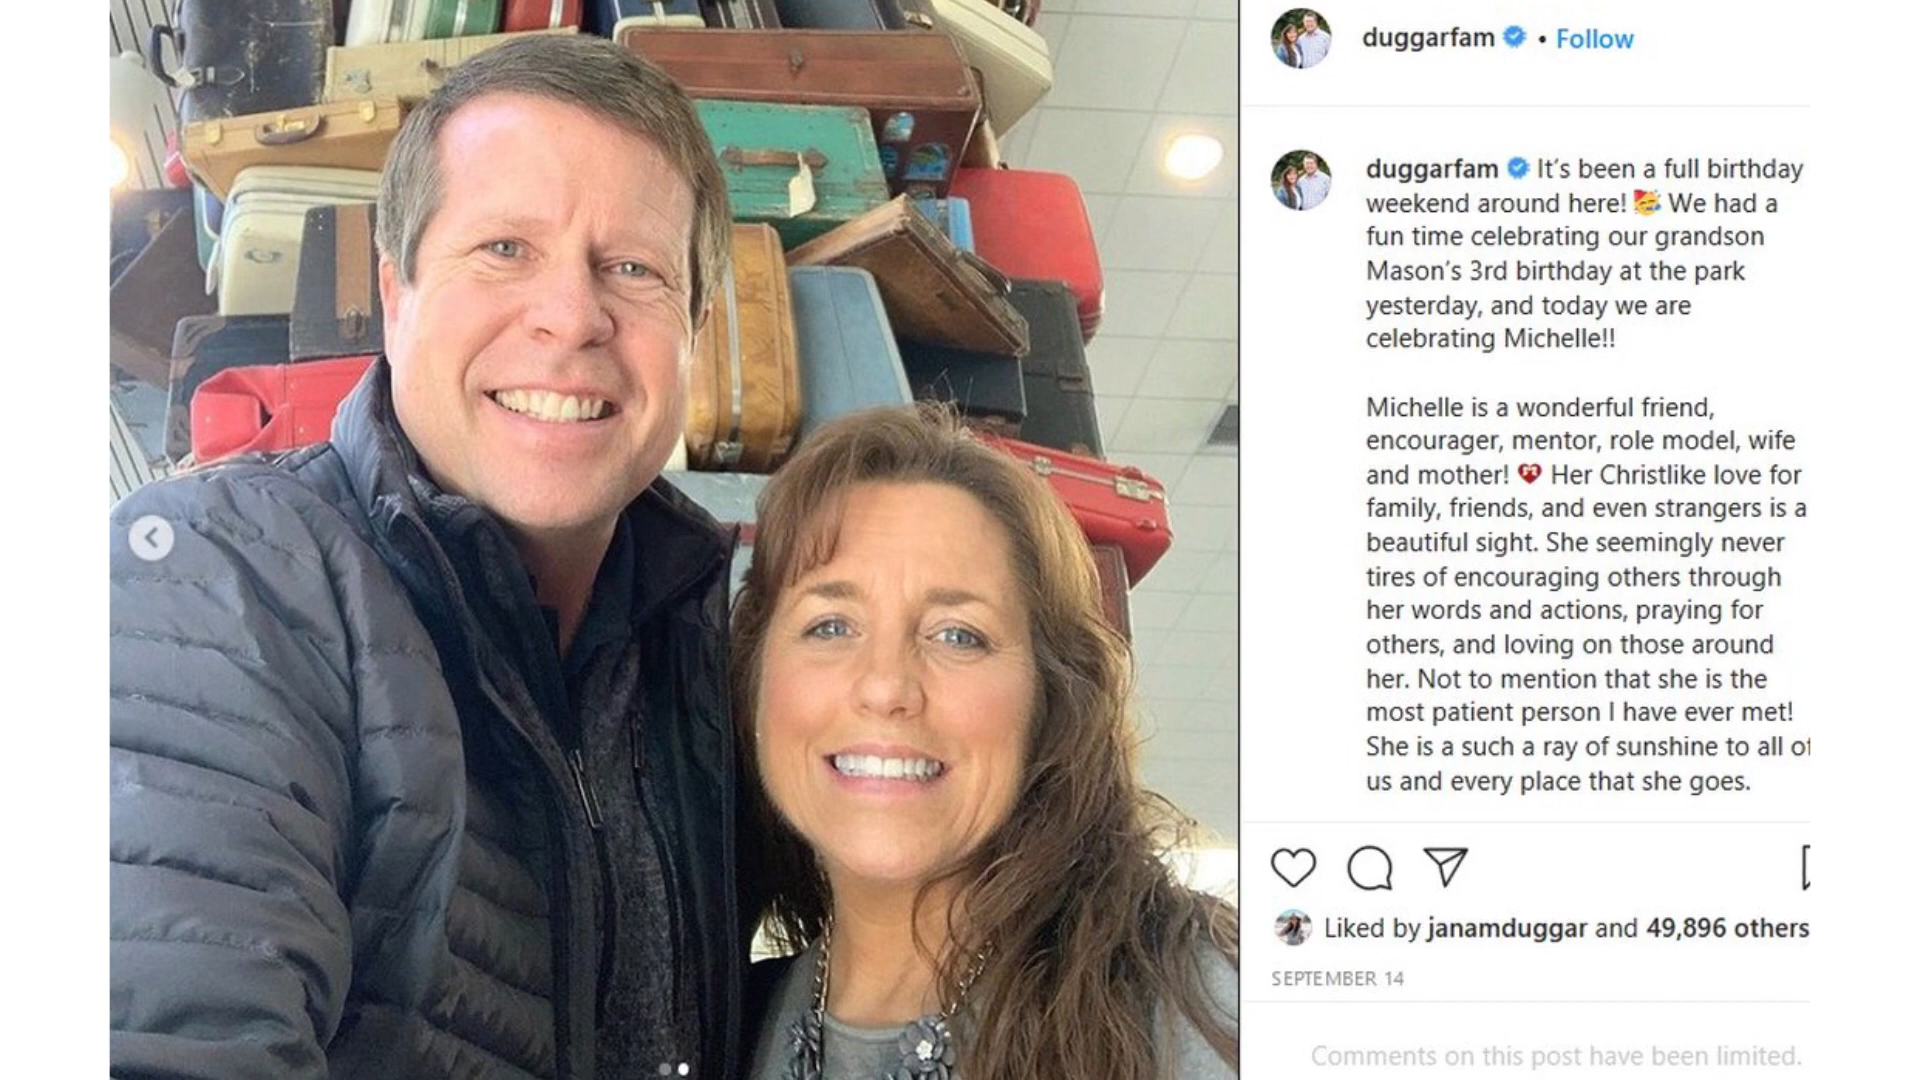 duggarfam • Follow
duggarfam It's been a full birthday
weekend around here! 🥳 We had a
fun time celebrating our grandson
Mason's 3rd birthday at the park
yesterday, and today we are
celebrating Michelle!!
Michelle is a wonderful friend,
encourager, mentor, role model, wife
and mother! 💝 Her Christlike love for
family, friends, and even strangers is a
beautiful sight. She seemingly never
tires of encouraging others through
her words and actions, praying for
others, and loving on those around
her. Not to mention that she is the
most patient person I have ever met!
She is a such a ray of sunshine to all of
us and every place that she goes.
Liked by janamduggar and 49,896 others
SEPTEMBER 14
Comments on this post have been limited.